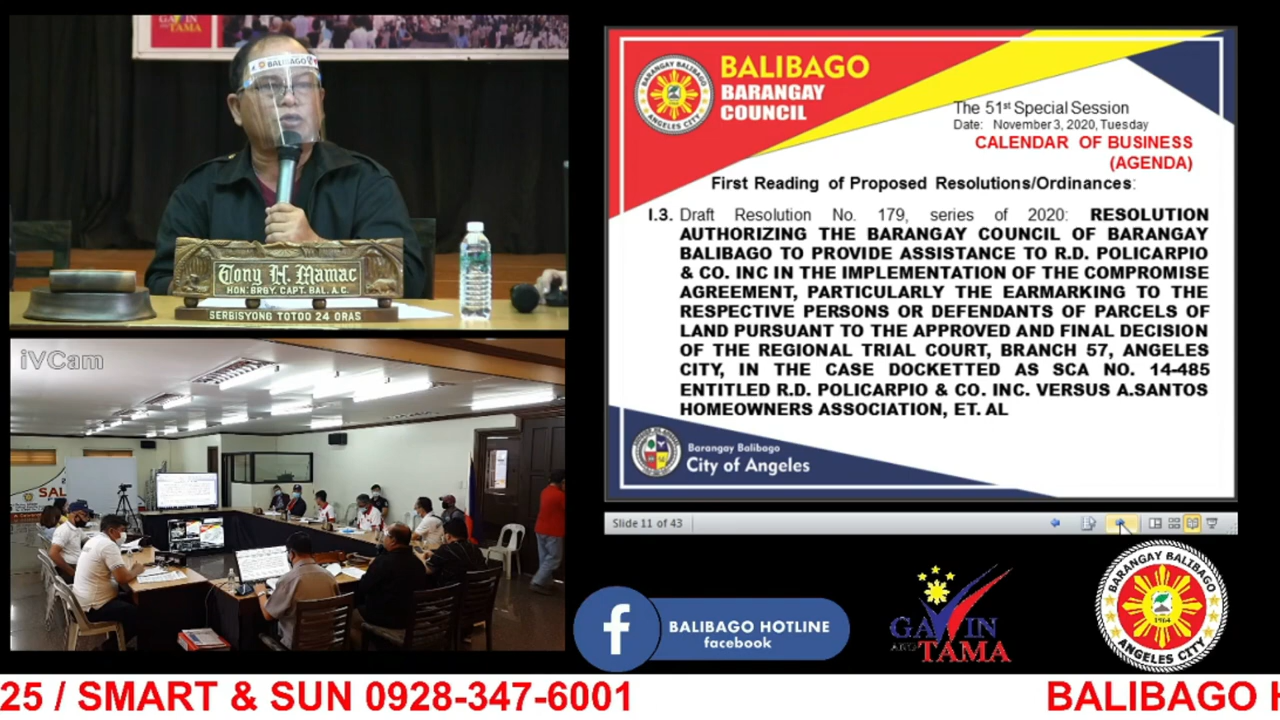 GAWIN
AND TAMA
BALIBAGO
Tony H. Mamac
HON. BRGY. CAPT. BAL. A.C.
SERBISYONG TOTOO 24 ORAS
iVCam
SAL
BARANGAY BALIBAGO
ANGELES CITY
BALIBAGO
BARANGAY
COUNCIL
The 51st Special Session
Date: November 3, 2020, Tuesday
CALENDAR OF BUSINESS
(AGENDA)
First Reading of Proposed Resolutions/Ordinances:
I.3. Draft Resolution No. 179, series of 2020: RESOLUTION
AUTHORIZING THE BARANGAY COUNCIL OF BARANGAY
BALIBAGO TO PROVIDE ASSISTANCE TO R.D. POLICARPIO
& CO. INC IN THE IMPLEMENTATION OF THE COMPROMISE
AGREEMENT, PARTICULARLY THE EARMARKING TO THE
RESPECTIVE PERSONS OR DEFENDANTS OF PARCELS OF
LAND PURSUANT TO THE APPROVED AND FINAL DECISION
OF THE REGIONAL TRIAL COURT, BRANCH 57, ANGELES
CITY, IN THE CASE DOCKETTED AS SCA NO. 14-485
ENTITLED R.D. POLICARPIO & CO. INC. VERSUS A.SANTOS
HOMEOWNERS ASSOCIATION, ET. AL
Barangay Balibago
City of Angeles
Slide 11 of 43
f
BALIBAGO HOTLINE
facebook
GAWIN
AND TAMA
BARANGAY BALIBAGO
1964
ANGELES CITY
25 / SMART & SUN 0928-347-6001
BALIBAGO H